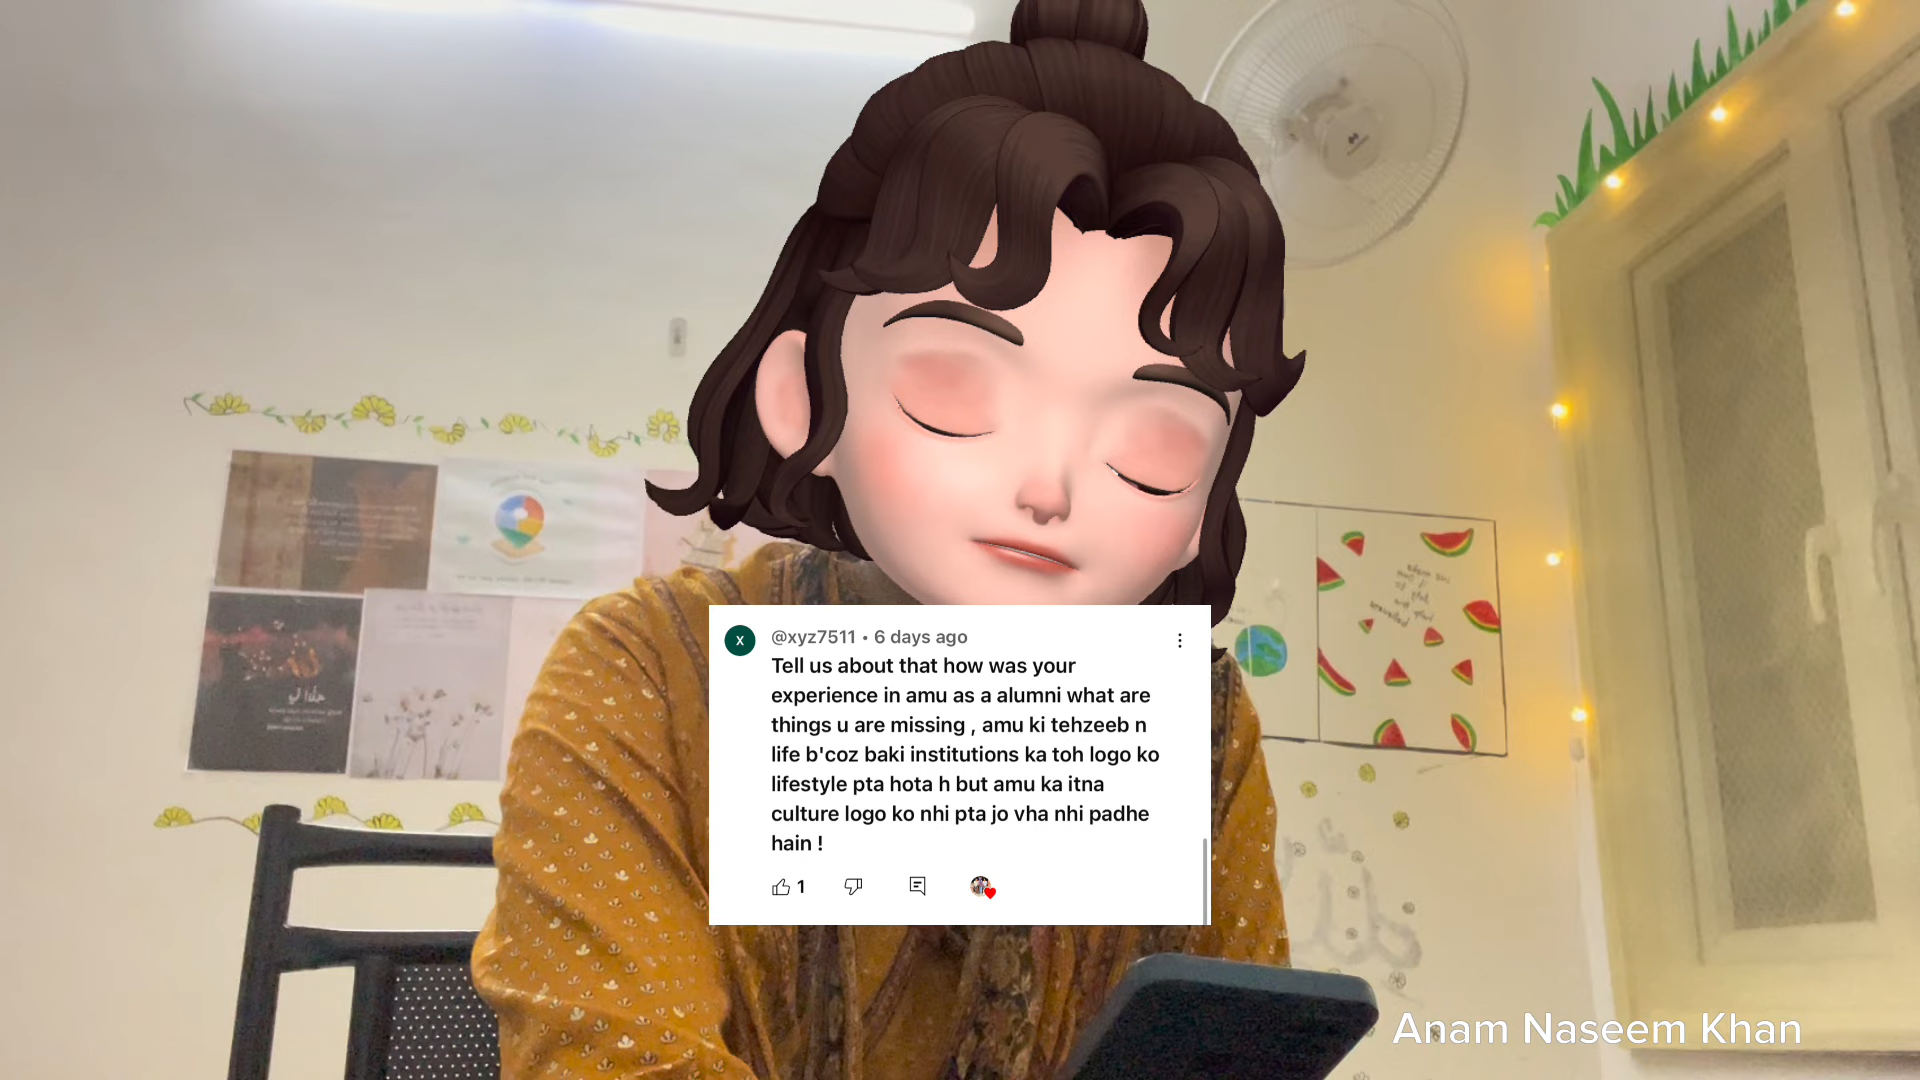 X
@xyz7511 • 6 days ago
Tell us about that how was your
experience in amu as a alumni what are
things u are missing , amu ki tehzeeb n
life b'coz baki institutions ka toh logo ko
lifestyle pta hota h but amu ka itna
culture logo ko nhi pta jo vha nhi padhe
hain !
1
Anam Naseem Khan